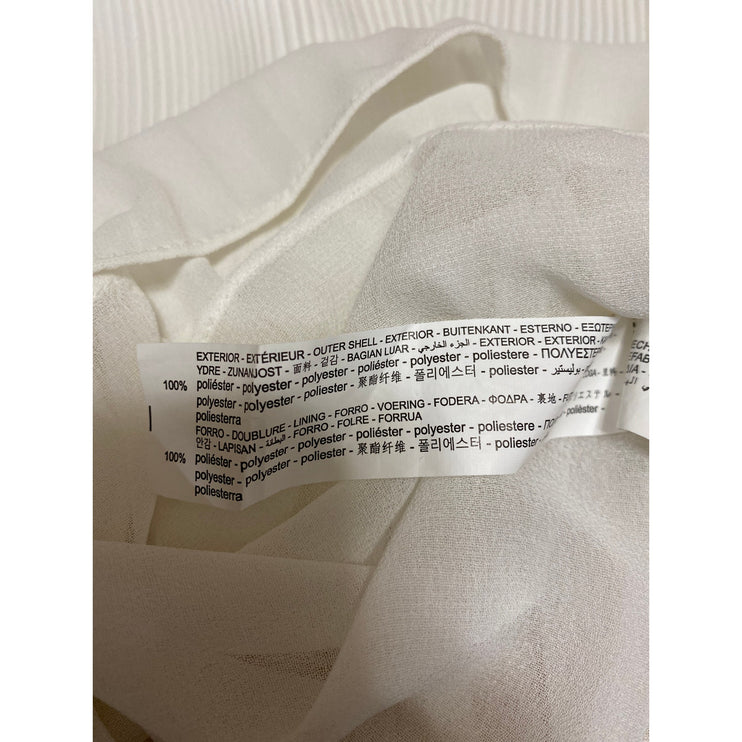 EXTERIOR - EXTÉRIEUR - OUTER SHELL - EXTERIOR - BUITENKANT - ESTERNO - ΕΞΩΤΕΡ
YDRE - ZUNANJOST - 面料 - 겉감 - BAGIAN LUAR - الجزء الخارجي - EXTERIOR - EXTERIOR -
100% poliéster - polyester - polyester - poliéster - polyester - poliestere - ΠΟΛΥΕΣΤΕΡ
polyester - polyester - poliester - 聚酯纤维 - 폴리에스터 - بوليستير -
poliesterra
FORRO - DOUBLURE - LINING - FORRO - VOERING - FODERA - ΦΟΔΡΑ - 裏地 -
안감 - LAPISAN - البطانة - FORRO - FOLRE - FORRUA
100% poliéster - polyester - polyester - poliéster - polyester - poliestere -
polyester - polyester - poliester - 聚酯纤维 - 폴리에스터 -
poliesterra